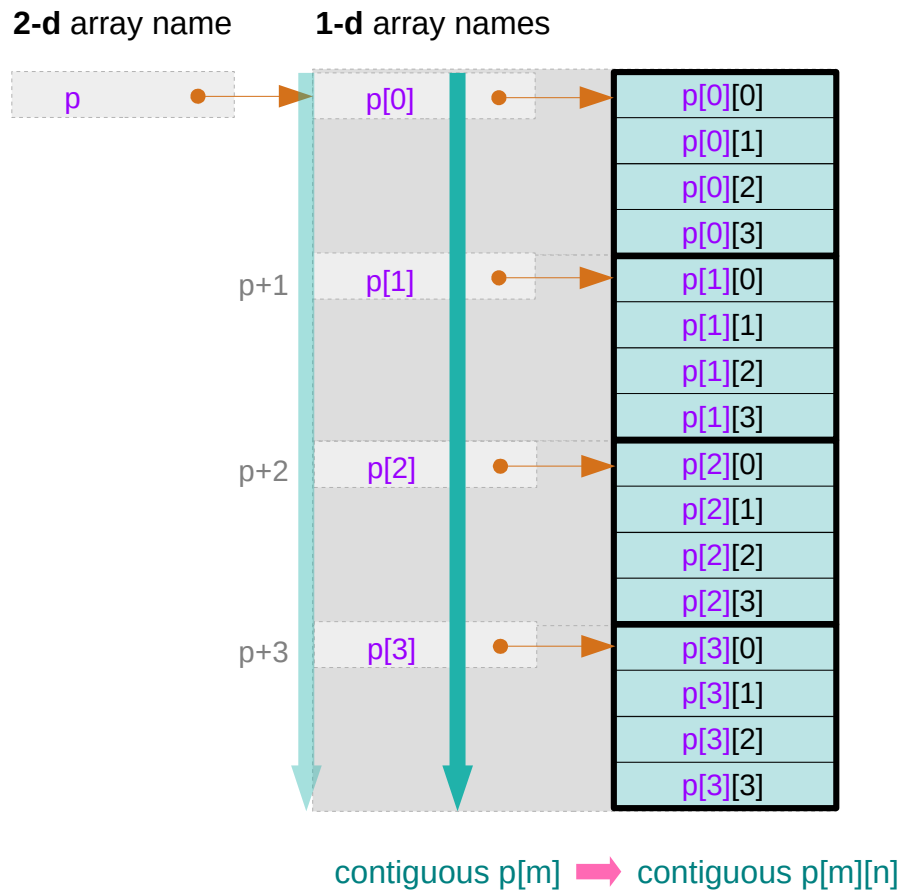 2-d array name
1-d array names
p
p[0]
p[0][0]
p[0][1]
p[0][2]
p[0][3]
p+1
p[1]
p[1][0]
p[1][1]
p[1][2]
p[1][3]
p+2
p[2]
p[2][0]
p[2][1]
p[2][2]
p[2][3]
p+3
p[3]
p[3][0]
p[3][1]
p[3][2]
p[3][3]
contiguous p[m]
contiguous p[m][n]